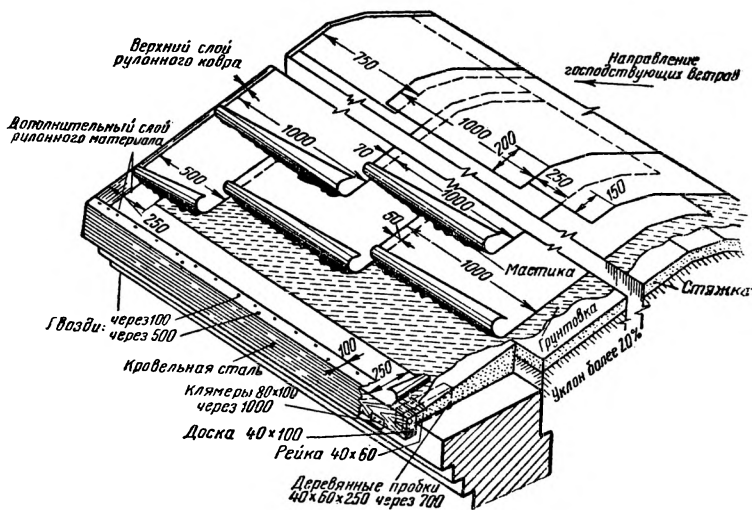 Верхний слой
рулонного ковра
Направление
господствующих ветров
Дополнительный слой
рулонного материала
750
1000
200
250
150
1000
70
1000
500
250
50
1000
Мастика
Стяжка
Грунтовка
Уклон более 20%
Гвозди: через 100
через 500
Кровельная сталь
100
250
Клямеры 80×100
через 1000
Доска 40×100
Рейка 40×60
Деревянные пробки
40×60×250 через 700